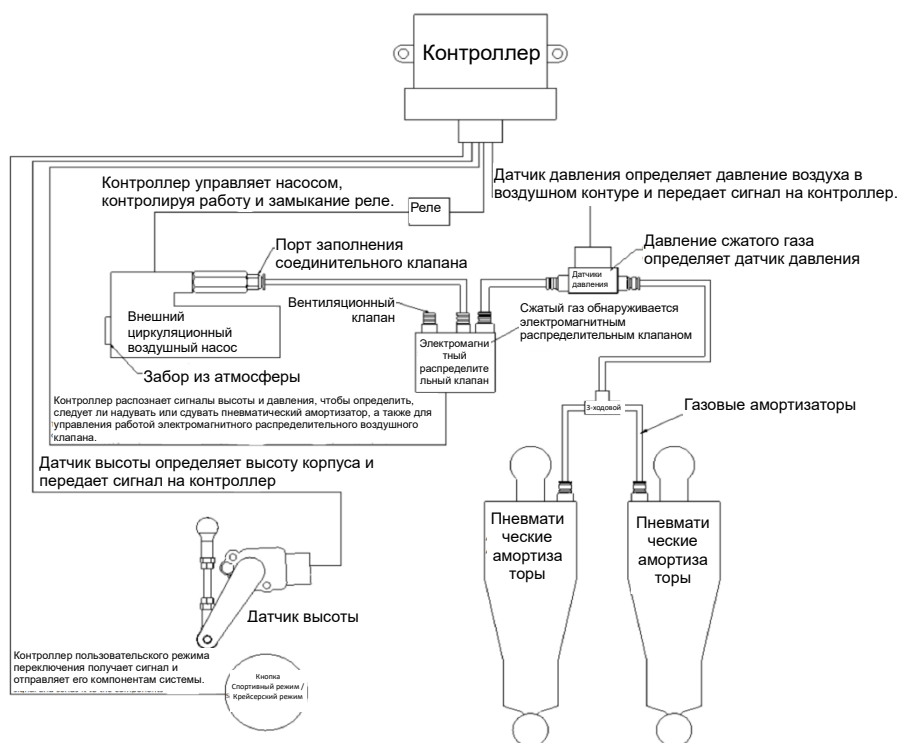 Контроллер
Контроллер управляет насосом,
контролируя работу и замыкание реле.
Реле
Датчик давления определяет давление воздуха в
воздушном контуре и передает сигнал на контроллер.
Порт заполнения
соединительного клапана
Давление сжатого газа
определяет датчик давления
Датчики
давления
Вентиляционный
клапан
Внешний
циркуляционный
воздушный насос
Сжатый газ обнаруживается
электромагнитным
распределительным клапаном
Электромагни
тный
распределите
льный клапан
Забор из атмосферы
Контроллер распознает сигналы высоты и давления, чтобы определить,
следует ли надувать или сдувать пневматический амортизатор, а также для
управления работой электромагнитного распределительного воздушного
клапана.
3-ходовой
Газовые амортизаторы
Датчик высоты определяет высоту корпуса и
передает сигнал на контроллер
Пневмати
ческие
амортиза
торы
Пневмати
ческие
амортиза
торы
Датчик высоты
Контроллер пользовательского режима
переключения получает сигнал и
отправляет его компонентам системы.
Кнопка
Спортивный режим /
Крейсерский режим